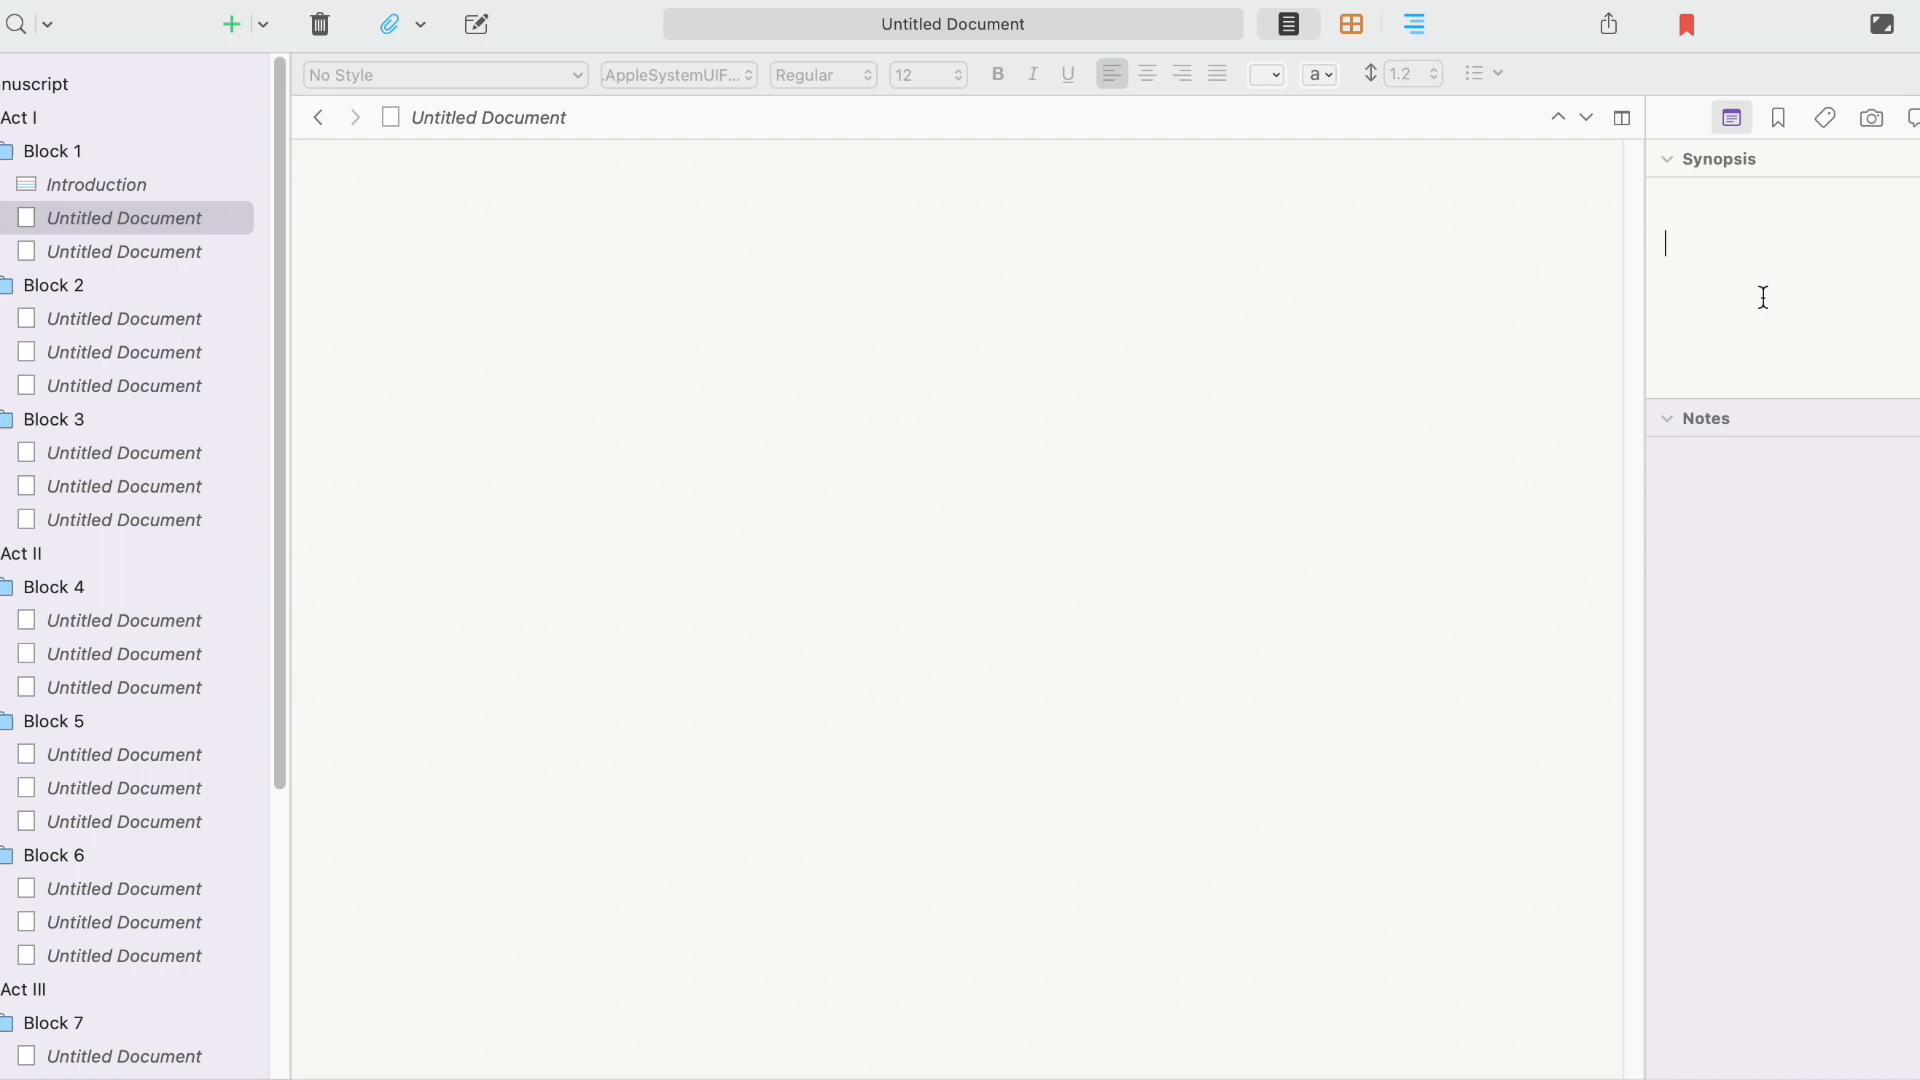 Untitled Document
No Style
.AppleSystemUIF...
Regular
12
B
I
U
a
1.2
nuscript
Act I
Block 1
Introduction
Untitled Document
Untitled Document
Block 2
Untitled Document
Untitled Document
Untitled Document
Block 3
Untitled Document
Untitled Document
Untitled Document
Act II
Block 4
Untitled Document
Untitled Document
Untitled Document
Block 5
Untitled Document
Untitled Document
Untitled Document
Block 6
Untitled Document
Untitled Document
Untitled Document
Act III
Block 7
Untitled Document
Untitled Document
Synopsis
Notes